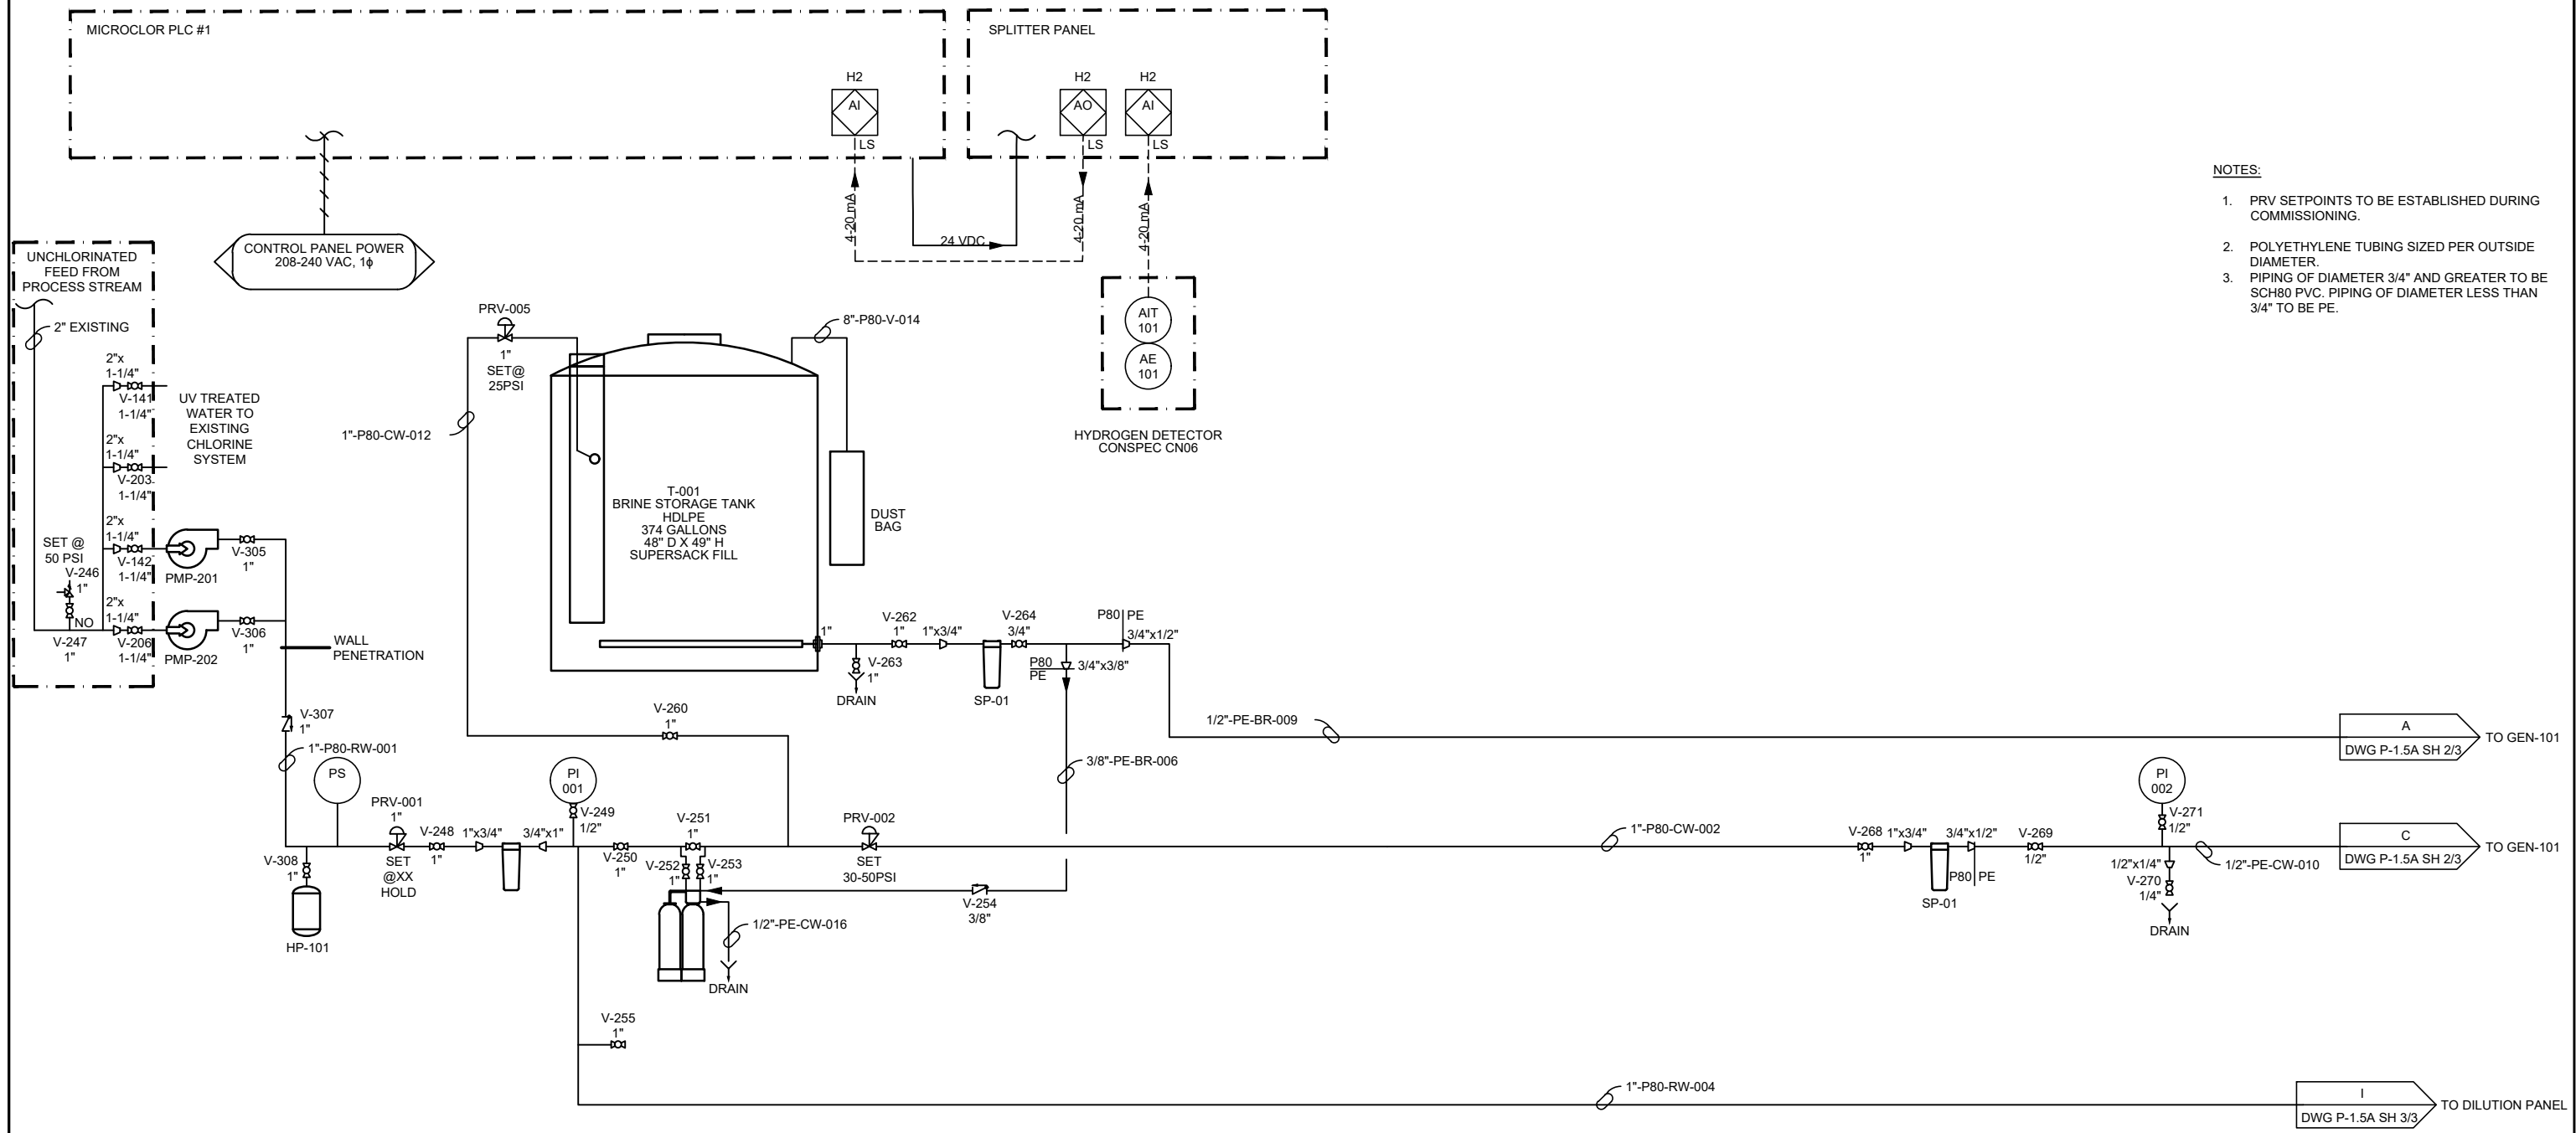 MICROCLOR PLC #1
SPLITTER PANEL
H2
AI
LS
H2
AO
LS
H2
AI
LS
4-20 mA
24 VDC
4-20 mA
4-20 mA
CONTROL PANEL POWER
208-240 VAC, 1ϕ
NOTES:
1. PRV SETPOINTS TO BE ESTABLISHED DURING
COMMISSIONING.
2. POLYETHYLENE TUBING SIZED PER OUTSIDE
DIAMETER.
3. PIPING OF DIAMETER 3/4" AND GREATER TO BE
SCH80 PVC. PIPING OF DIAMETER LESS THAN
3/4" TO BE PE.
UNCHLORINATED
FEED FROM
PROCESS STREAM
2" EXISTING
2"x
1-1/4"
V-141
1-1/4"
2"x
1-1/4"
V-203
1-1/4"
UV TREATED
WATER TO
EXISTING
CHLORINE
SYSTEM
2"x
1-1/4"
V-142
1-1/4"
SET @
50 PSI
V-246
1"
NO
V-247
1"
2"x
1-1/4"
V-206
1-1/4"
PMP-201
V-305
1"
PMP-202
V-306
1"
WALL
PENETRATION
PRV-005
1"
SET@
25PSI
1"-P80-CW-012
8"-P80-V-014
T-001
BRINE STORAGE TANK
HDLPE
374 GALLONS
48" D X 49" H
SUPERSACK FILL
DUST
BAG
AIT
101
AE
101
HYDROGEN DETECTOR
CONSPEC CN06
1"
V-262
1"
1"x3/4"
V-264
3/4"
V-263
1"
DRAIN
SP-01
P80 PE
3/4"x1/2"
P80
PE
3/4"x3/8"
V-307
1"
1"-P80-RW-001
V-260
1"
1/2"-PE-BR-009
A
DWG P-1.5A SH 2/3
TO GEN-101
3/8"-PE-BR-006
PS
PRV-001
1"
SET
@XX
HOLD
V-248
1"
1"x3/4"
3/4"x1"
PI
001
V-249
1/2"
V-250
1"
V-251
1"
V-252
1"
V-253
1"
PRV-002
SET
30-50PSI
V-308
1"
HP-101
V-254
3/8"
1/2"-PE-CW-016
DRAIN
1"-P80-CW-002
V-268
1"
1"x3/4"
3/4"x1/2"
SP-01
P80 PE
V-269
1/2"
PI
002
V-271
1/2"
1/2"x1/4"
V-270
1/4"
DRAIN
1/2"-PE-CW-010
C
DWG P-1.5A SH 2/3
TO GEN-101
V-255
1"
1"-P80-RW-004
I
DWG P-1.5A SH 3/3
TO DILUTION PANEL